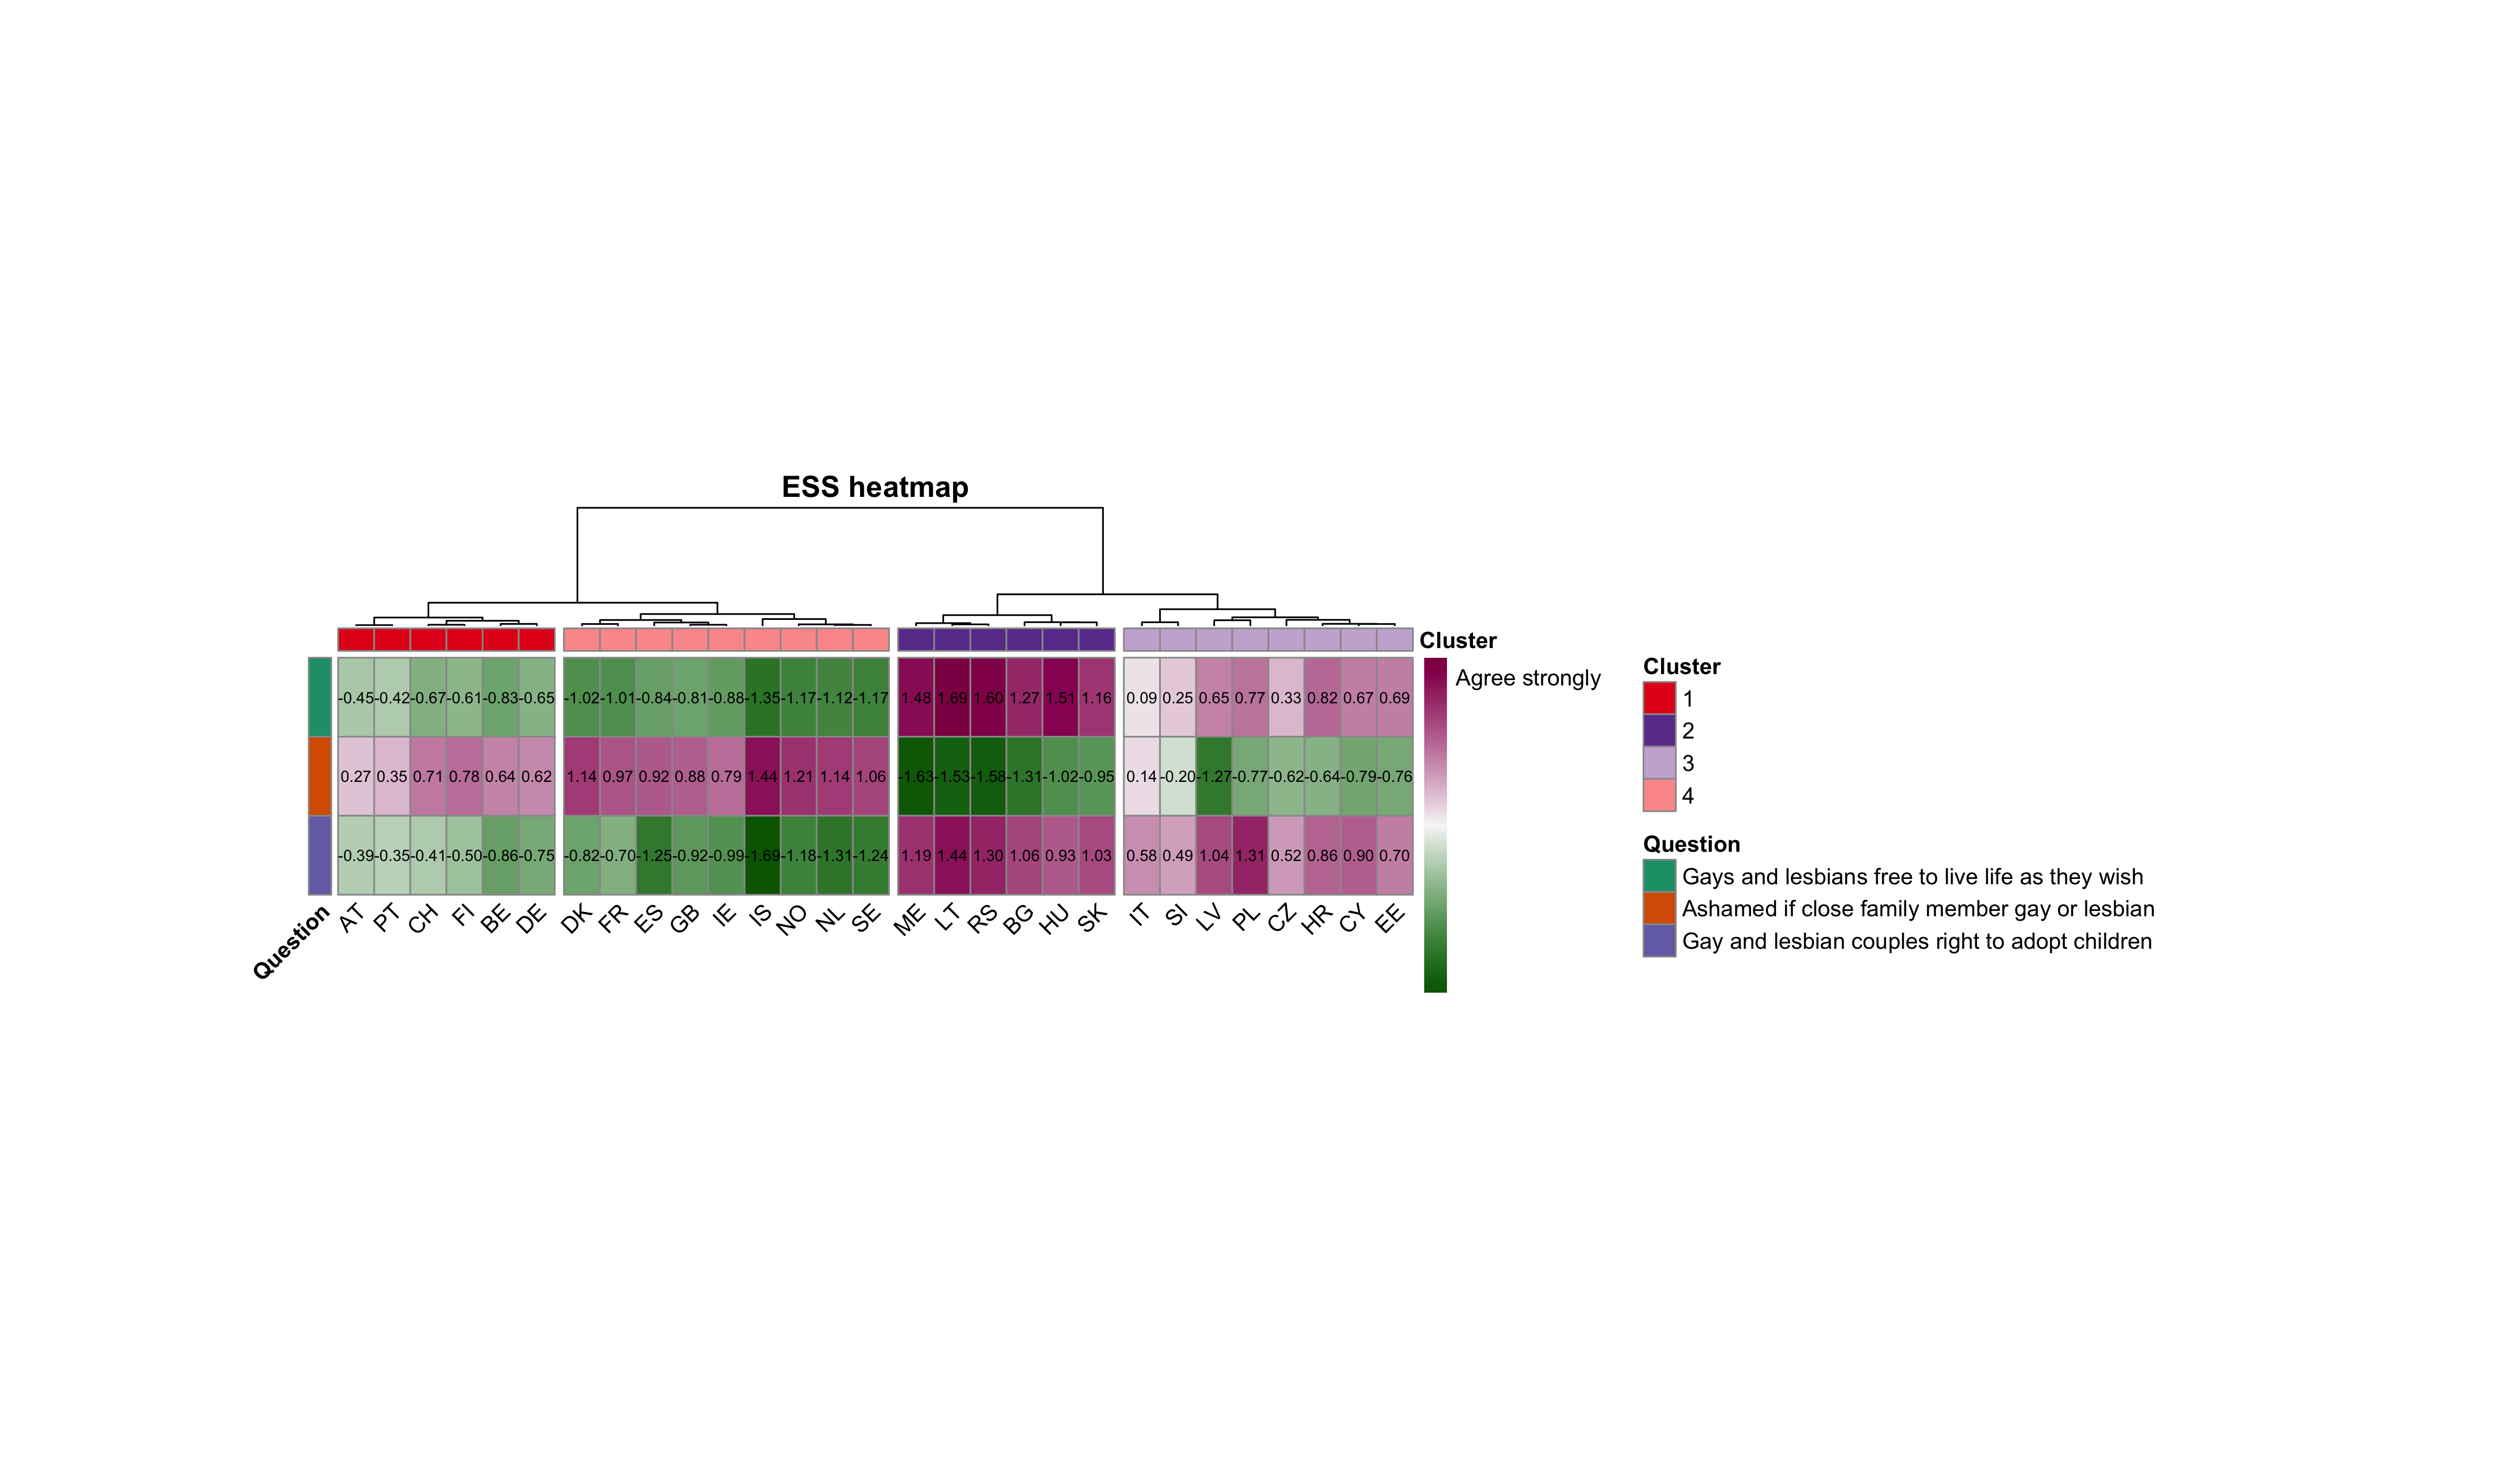 ESS heatmap
Cluster
Agree strongly
-0.45 -0.42 -0.67 -0.61 -0.83 -0.65 -1.02 -1.01 -0.84 -0.81 -0.88 -1.35 -1.17 -1.12 -1.17 1.48 1.69 1.60 1.27 1.51 1.16 0.09 0.25 0.65 0.77 0.33 0.82 0.67 0.69
0.27 0.35 0.71 0.78 0.64 0.62 1.14 0.97 0.92 0.88 0.79 1.44 1.21 1.14 1.06 -1.63 -1.53 -1.58 -1.31 -1.02 -0.95 0.14 -0.20 -1.27 -0.77 -0.62 -0.64 -0.79 -0.76
-0.39 -0.35 -0.41 -0.50 -0.86 -0.75 -0.82 -0.70 -1.25 -0.92 -0.99 -1.69 -1.18 -1.31 -1.24 1.19 1.44 1.30 1.06 0.93 1.03 0.58 0.49 1.04 1.31 0.52 0.86 0.90 0.70
Question AT PT CH FI BE DE DK FR ES GB IE IS NO NL SE ME LT RS BG HU SK IT SI LV PL CZ HR CY EE
Cluster
1
2
3
4
Question
Gays and lesbians free to live life as they wish
Ashamed if close family member gay or lesbian
Gay and lesbian couples right to adopt children